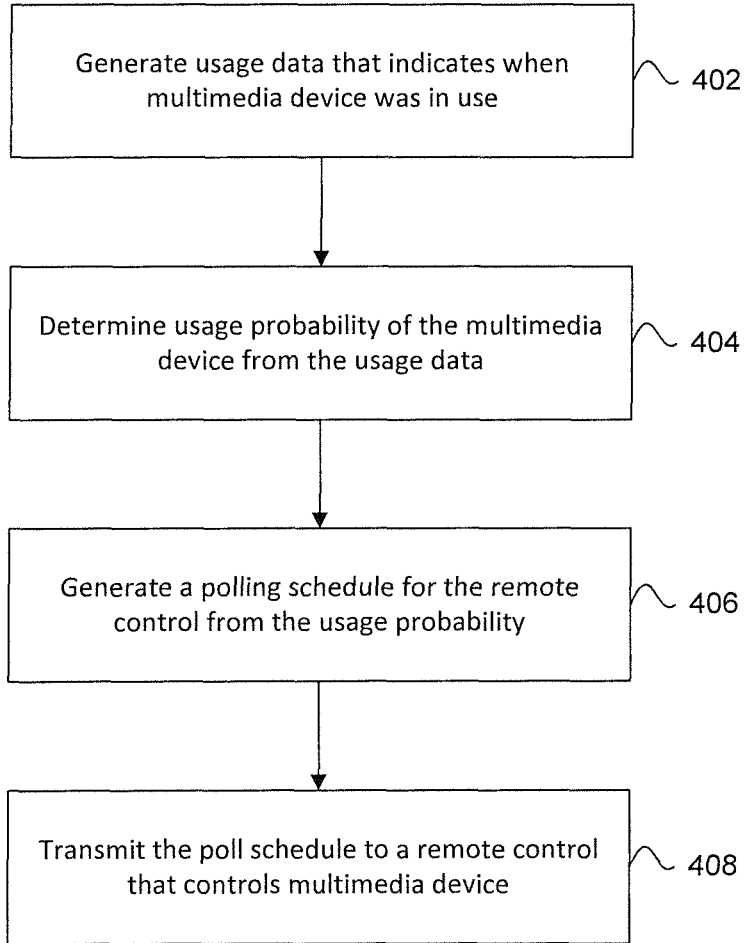 Generate usage data that indicates when
multimedia device was in use
402
Determine usage probability of the multimedia
device from the usage data
404
Generate a polling schedule for the remote
control from the usage probability
406
Transmit the poll schedule to a remote control
that controls multimedia device
408